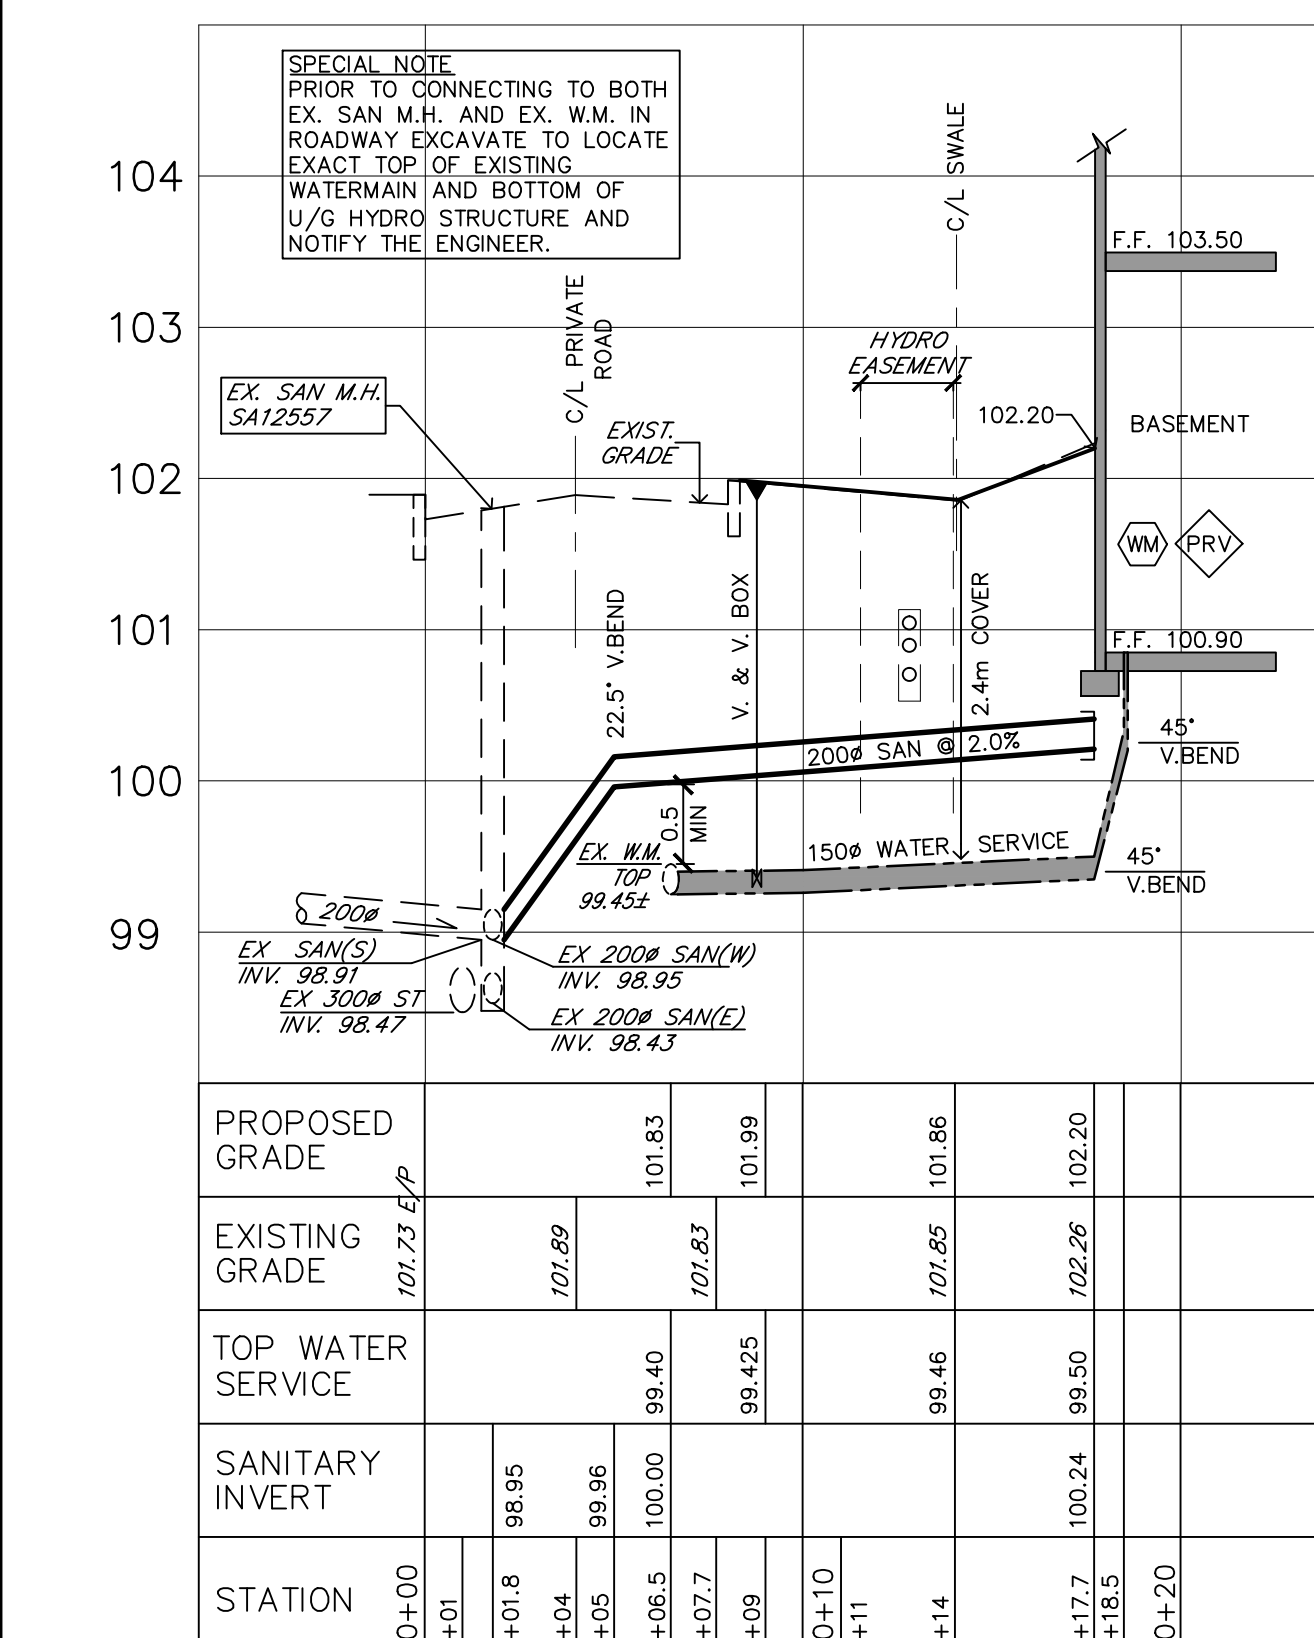 SPECIAL NOTE
PRIOR TO CONNECTING TO BOTH
EX. SAN M.H. AND EX. W.M. IN
ROADWAY EXCAVATE TO LOCATE
EXACT TOP OF EXISTING
WATERMAIN AND BOTTOM OF
U/G HYDRO STRUCTURE AND
NOTIFY THE ENGINEER.
104
103
102
101
100
99
C/L SWALE
F.F. 103.50
C/L PRIVATE
ROAD
HYDRO
EASEMENT
EX. SAN M.H.
SA12557
EXIST.
GRADE
102.20
BASEMENT
WM
PRV
22.5° V.BEND
V. & V. BOX
2.4m COVER
F.F. 100.90
45°
V.BEND
200ø SAN @ 2.0%
0.5
MIN
150ø WATER SERVICE
45°
V.BEND
EX. W.M.
TOP
99.45±
200ø
EX SAN(S)
INV. 98.91
EX 200ø SAN(W)
INV. 98.95
EX 300ø ST
INV. 98.47
EX 200ø SAN(E)
INV. 98.43
PROPOSED
GRADE
101.83
101.99
101.86
102.20
EXISTING
GRADE
101.73 E/P
101.89
101.83
101.85
102.26
TOP WATER
SERVICE
99.40
99.425
99.46
99.50
SANITARY
INVERT
98.95
99.96
100.00
100.24
STATION
0+00
+01
+01.8
+04
+05
+06.5
+07.7
+09
0+10
+11
+14
+17.7
+18.5
0+20